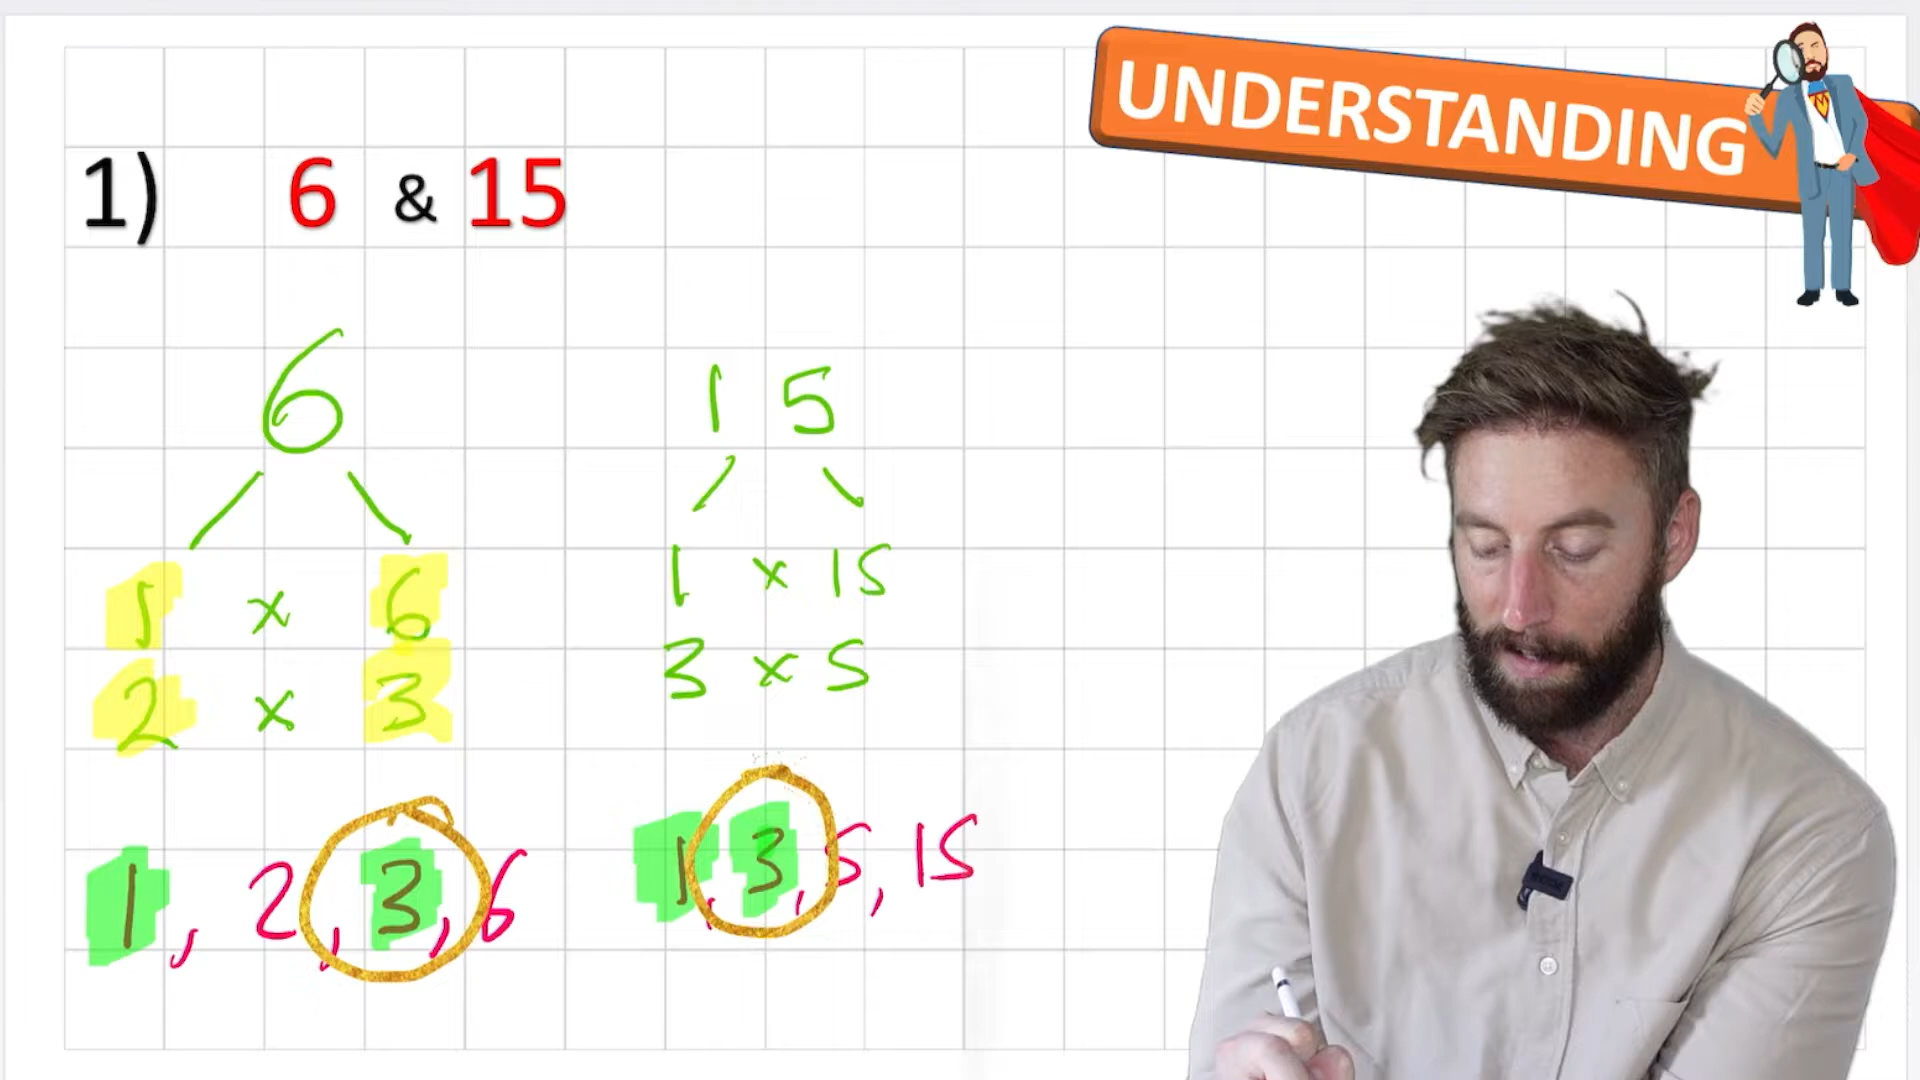 UNDERSTANDING
1) 6 & 15
6
1 x 6
2 x 3
1, 2, 3, 6
15
1 x 15
3 x 5
1, 3, 5, 15